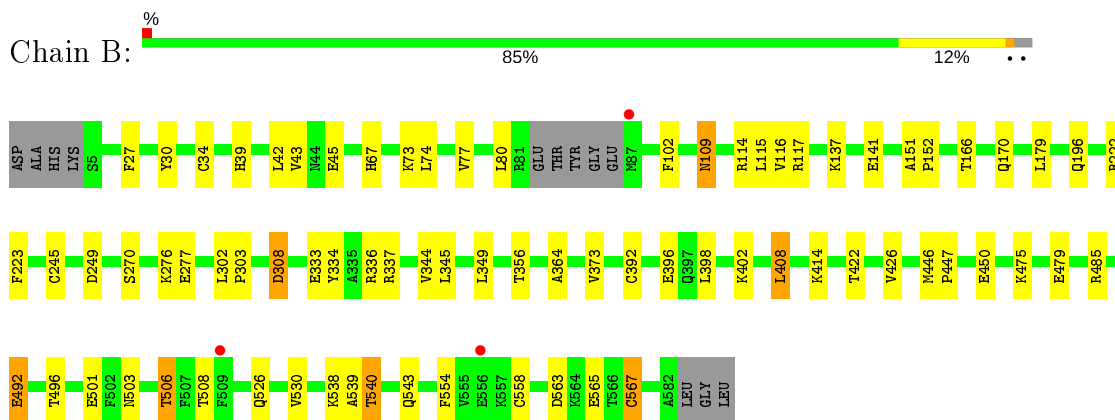 %
Chain B:
85%
12%
• •
ASP ALA HIS LYS S5 F27 Y30 C34 H39 L42 V43 N44 E45 H67 K73 L74 V77 L80 R81 GLU THR TYR GLY GLU M87 F102 N109 R114 L115 V116 R117 K137 E141 A151 P152 T166 Q170 L179 Q196
F223 C245 D249 S270 K276 E277 L302 P303 D308 E333 Y334 A335 R336 R337 V344 L345 L349 T356 A364 V373 C392 E396 Q397 L398 K402 L408 K414 T422 V426 M446 P447 E450 K475 E479 R485
E492 T496 E501 F502 N503 T506 F507 T508 F509 Q526 V530 K538 A539 T540 Q543 F554 V555 E556 K557 C558 D563 K564 E565 T566 C567 A582 LEU GLY LEU